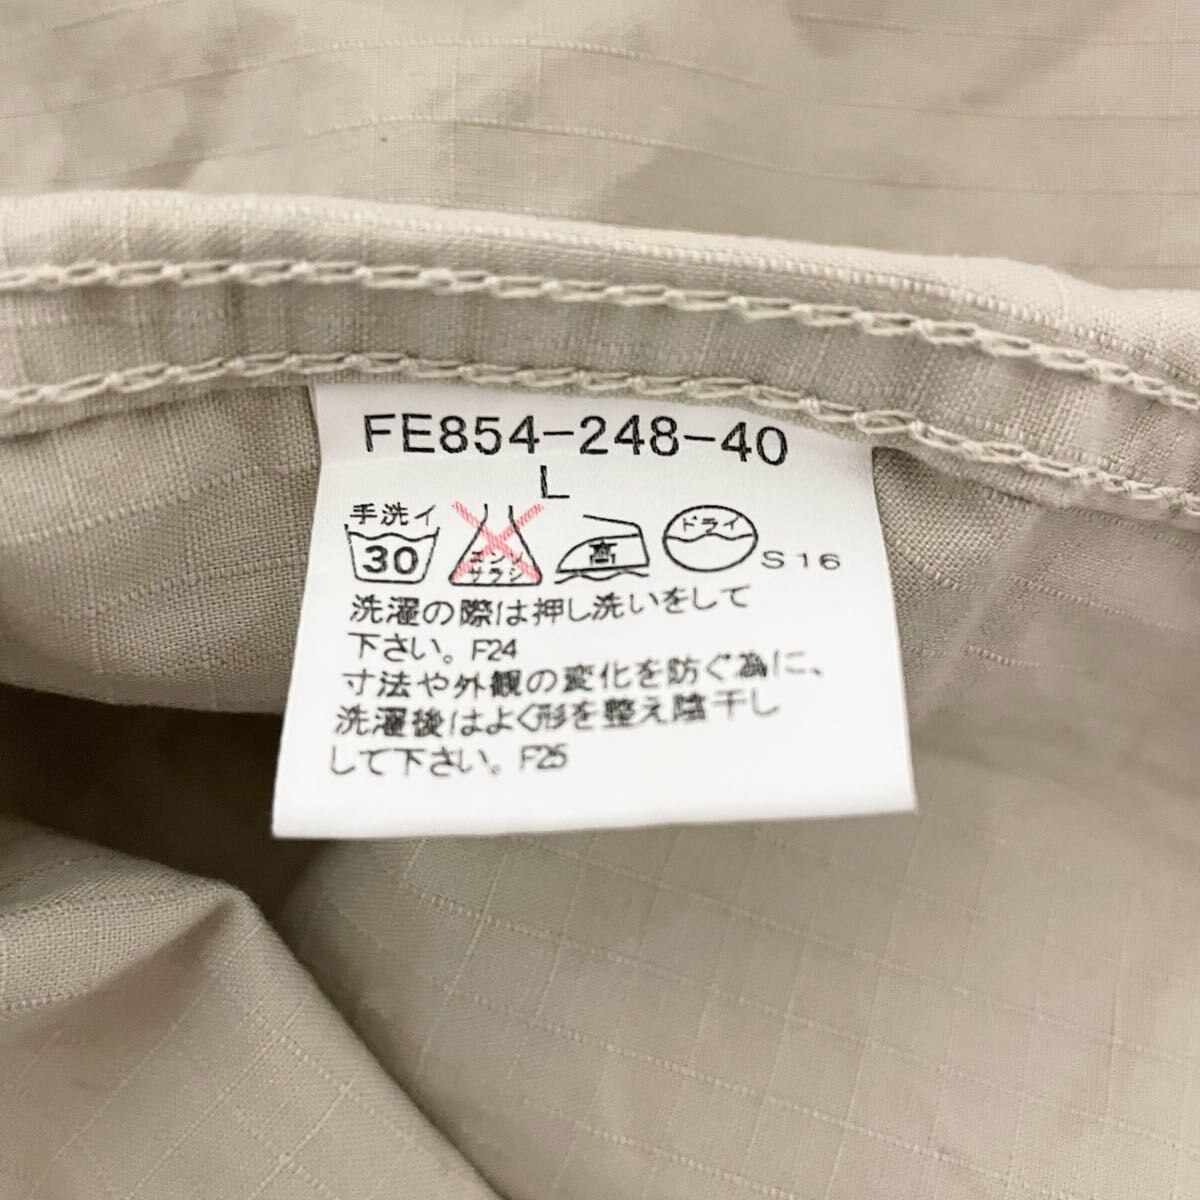 FE854-248-40
L
手洗イ
30
エンソ
サラシ
高
ドライ
S16
洗濯の際は押し洗いをして
下さい。F24
寸法や外観の変化を防ぐ為に、
洗濯後はよく形を整え陰干し
して下さい。F25